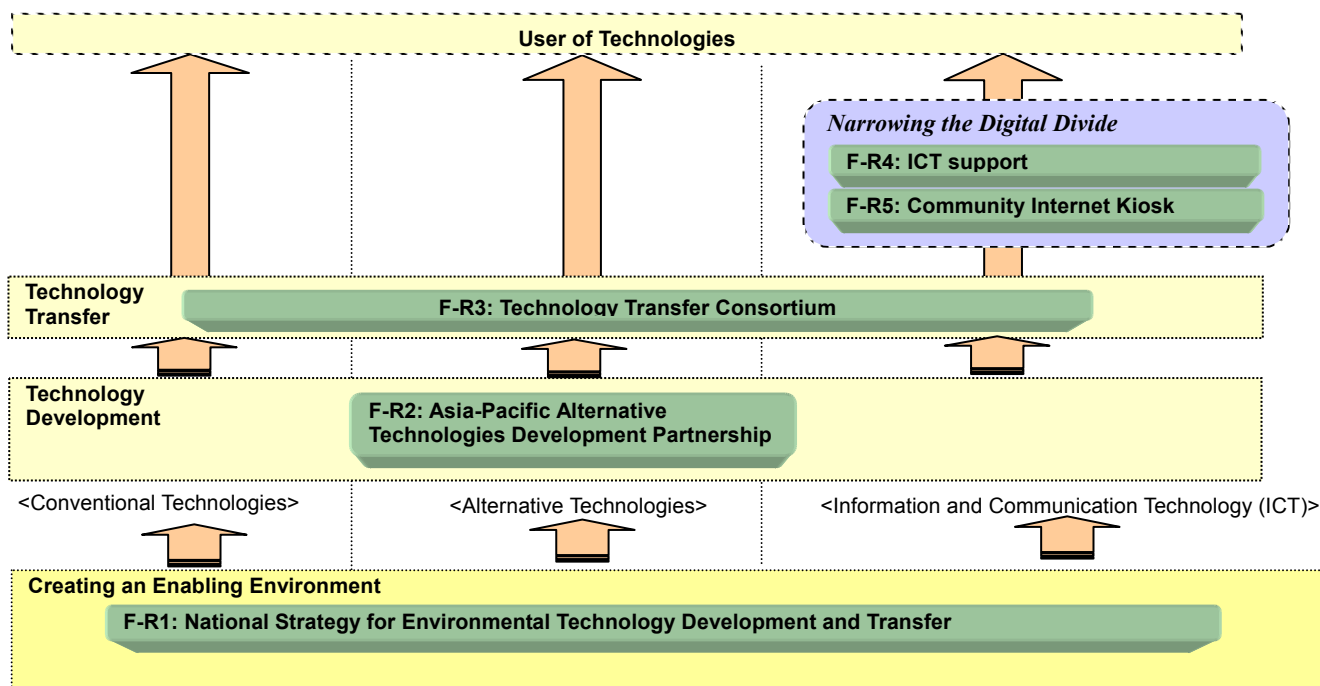 User of Technologies
Narrowing the Digital Divide
F-R4: ICT support
F-R5: Community Internet Kiosk
Technology
Transfer
F-R3: Technology Transfer Consortium
Technology
Development
F-R2: Asia-Pacific Alternative
Technologies Development Partnership
<Conventional Technologies>
<Alternative Technologies>
<Information and Communication Technology (ICT)>
Creating an Enabling Environment
F-R1: National Strategy for Environmental Technology Development and Transfer